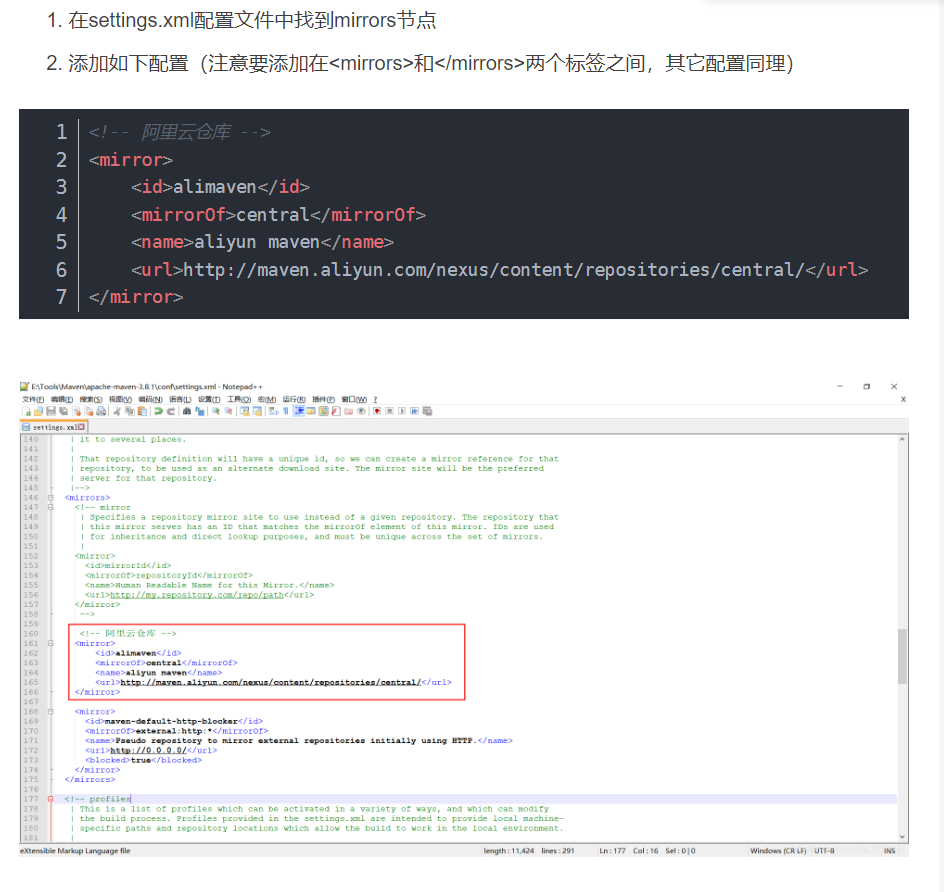 1. 在settings.xml配置文件中找到mirrors节点
2. 添加如下配置（注意要添加在<mirrors>和</mirrors>两个标签之间，其它配置同理）
1 <!-- 阿里云仓库 -->
2 <mirror>
3     <id>alimaven</id>
4     <mirrorOf>central</mirrorOf>
5     <name>aliyun maven</name>
6     <url>http://maven.aliyun.com/nexus/content/repositories/central/</url>
7 </mirror>
E:\Tools\Maven\apache-maven-3.8.1\conf\settings.xml - Notepad++
文件(F) 编辑(E) 搜索(S) 视图(V) 编码(N) 语言(L) 设置(T) 工具(O) 宏(M) 运行(R) 插件(P) 窗口(W) ? X
settings.xml
140 | it to several places.
141 |
142 | That repository definition will have a unique id, so we can create a mirror reference for that
143 | repository, to be used as an alternate download site. The mirror site will be the preferred
144 | server for that repository.
145 |-->
146 <mirrors>
147 <!-- mirror
148 | Specifies a repository mirror site to use instead of a given repository. The repository that
149 | this mirror serves has an ID that matches the mirrorOf element of this mirror. IDs are used
150 | for inheritance and direct lookup purposes, and must be unique across the set of mirrors.
151 |
152 <mirror>
153 <id>mirrorId</id>
154 <mirrorOf>repositoryId</mirrorOf>
155 <name>Human Readable Name for this Mirror.</name>
156 <url>http://my.repository.com/repo/path</url>
157 </mirror>
158 -->
159
160 <!-- 阿里云仓库 -->
161 <mirror>
162 <id>alimaven</id>
163 <mirrorOf>central</mirrorOf>
164 <name>aliyun maven</name>
165 <url>http://maven.aliyun.com/nexus/content/repositories/central/</url>
166 </mirror>
167
168 <mirror>
169 <id>maven-default-http-blocker</id>
170 <mirrorOf>external:http:*</mirrorOf>
171 <name>Pseudo repository to mirror external repositories initially using HTTP.</name>
172 <url>http://0.0.0.0/</url>
173 <blocked>true</blocked>
174 </mirror>
175 </mirrors>
176
177 <!-- profiles
178 | This is a list of profiles which can be activated in a variety of ways, and which can modify
179 | the build process. Profiles provided in the settings.xml are intended to provide local machine-
180 | specific paths and repository locations which allow the build to work in the local environment.
181 |
eXtensible Markup Language file length : 11,424 lines : 291 Ln : 177 Col : 16 Sel : 0 | 0 Windows (CR LF) UTF-8 INS